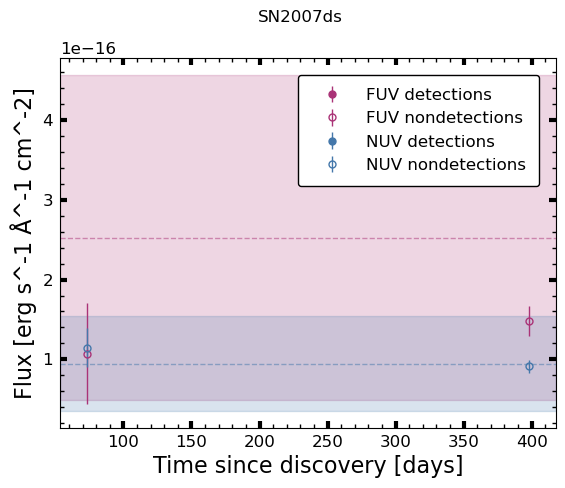 SN2007ds
1e−16
FUV detections
FUV nondetections
NUV detections
NUV nondetections
4
3
2
1
Flux [erg s^-1 Å^-1 cm^-2]
100
150
200
250
300
350
400
Time since discovery [days]